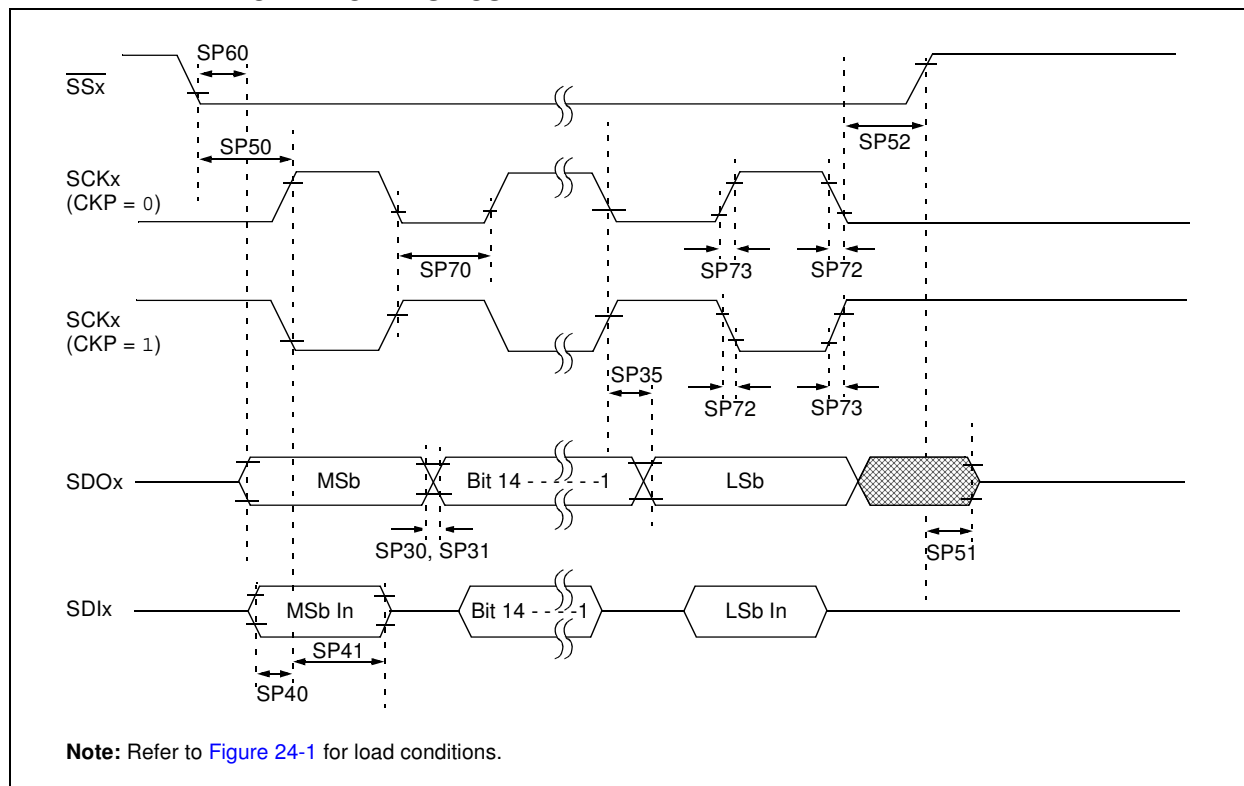 SP60
SSx
SP50
SP52
SCKx
(CKP = 0)
SP70
SP73
SP72
SCKx
(CKP = 1)
SP35
SP72
SP73
SDOx
MSb
Bit 14 - - - - - -1
LSb
SP30, SP31
SP51
SDIx
MSb In
Bit 14 - - - -1
LSb In
SP41
SP40
Note: Refer to Figure 24-1 for load conditions.